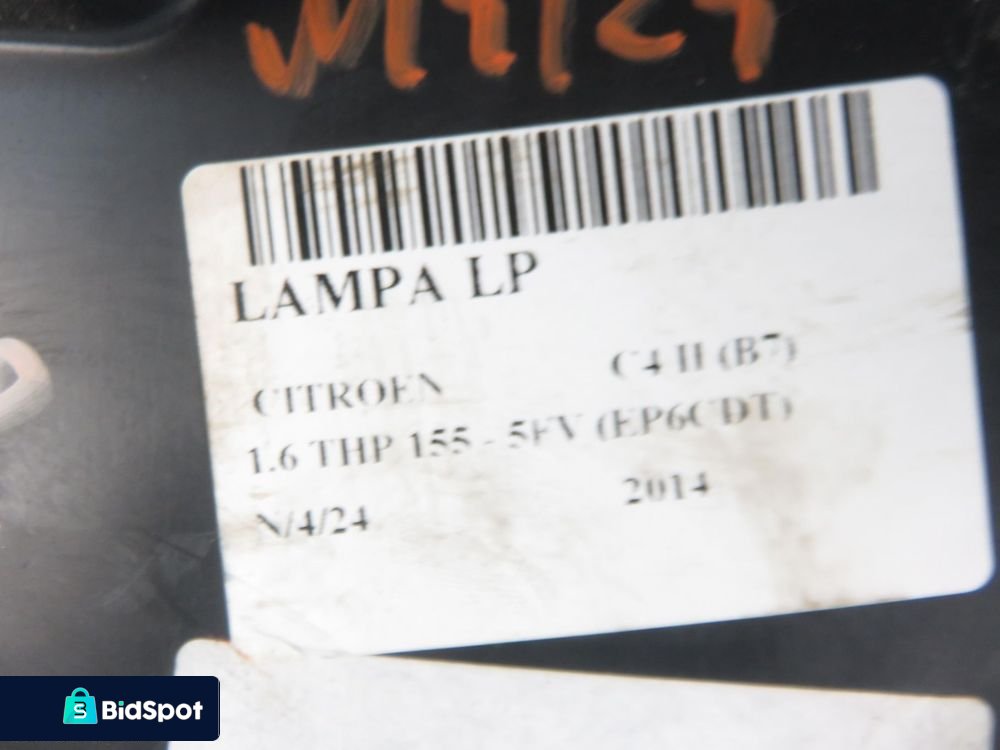 LAMPA LP
CITROEN C4 II (B7)
1.6 THP 155 - 5FV (EP6CDT)
N/4/24 2014
BidSpot